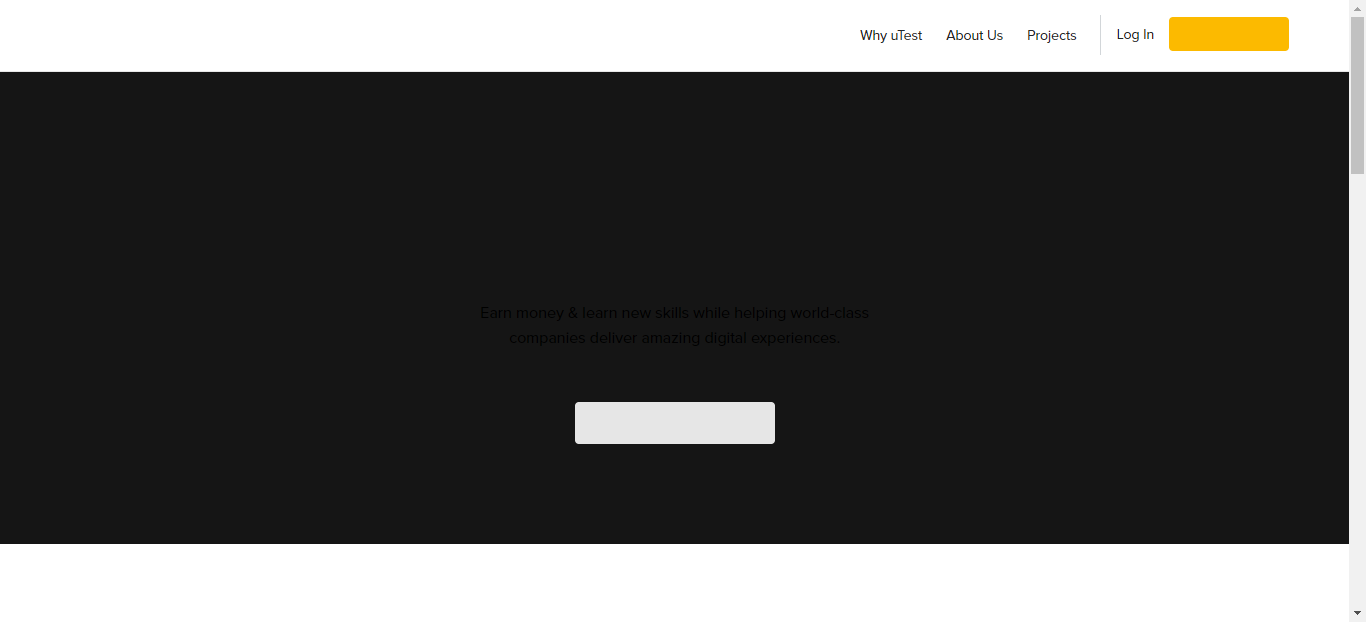 Why uTest
About Us
Projects
Log In
Earn money & learn new skills while helping world-class
companies deliver amazing digital experiences.